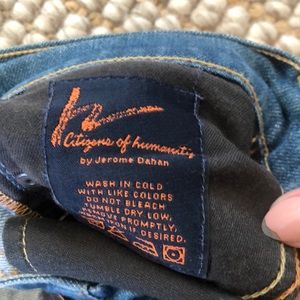 Citizens of humanity
by Jerome Dahan
WASH IN COLD
WITH LIKE COLORS
DO NOT BLEACH
TUMBLE DRY LOW,
REMOVE PROMPTLY,
IF DESIRED.